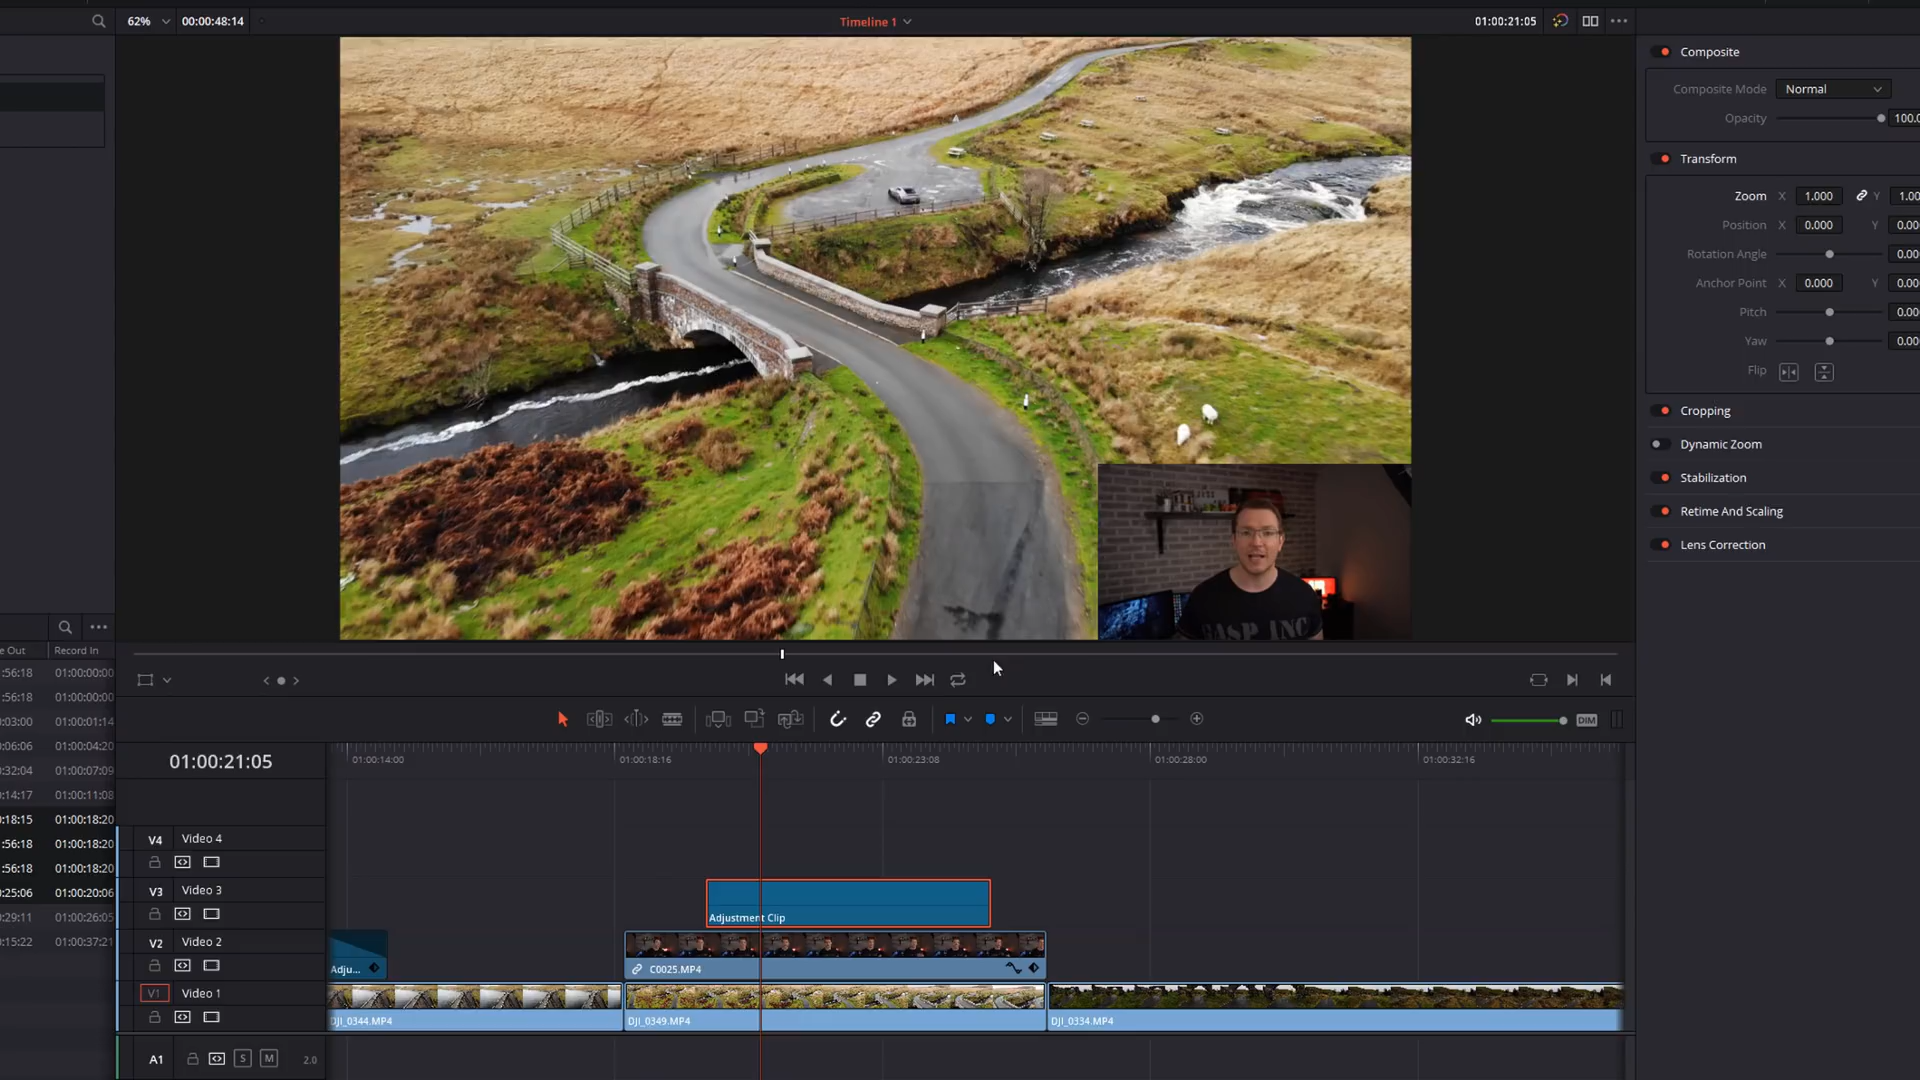 62%
00:00:48:14
Timeline 1
01:00:21:05
Composite
Composite Mode
Normal
Opacity
100.0
Transform
Zoom X 1.000 Y 1.00
Position X 0.000 Y 0.00
Rotation Angle 0.00
Anchor Point X 0.000 Y 0.00
Pitch 0.00
Yaw 0.00
Flip
Cropping
Dynamic Zoom
Stabilization
Retime And Scaling
Lens Correction
EASP INC
e Out Record In
:56:18 01:00:00:00
:56:18 01:00:00:00
:03:00 01:00:01:14
:06:06 01:00:04:20
:32:04 01:00:07:09
:14:17 01:00:11:08
:18:15 01:00:18:20
:56:18 01:00:18:20
:56:18 01:00:18:20
:25:06 01:00:20:06
:29:11 01:00:26:05
:15:22 01:00:37:21
DIM
01:00:21:05
01:00:14:00
01:00:18:16
01:00:23:08
01:00:28:00
01:00:32:16
V4 Video 4
V3 Video 3
Adjustment Clip
V2 Video 2
Adju...
C0025.MP4
V1 Video 1
DJI_0344.MP4
DJI_0349.MP4
DJI_0334.MP4
A1 S M 2.0